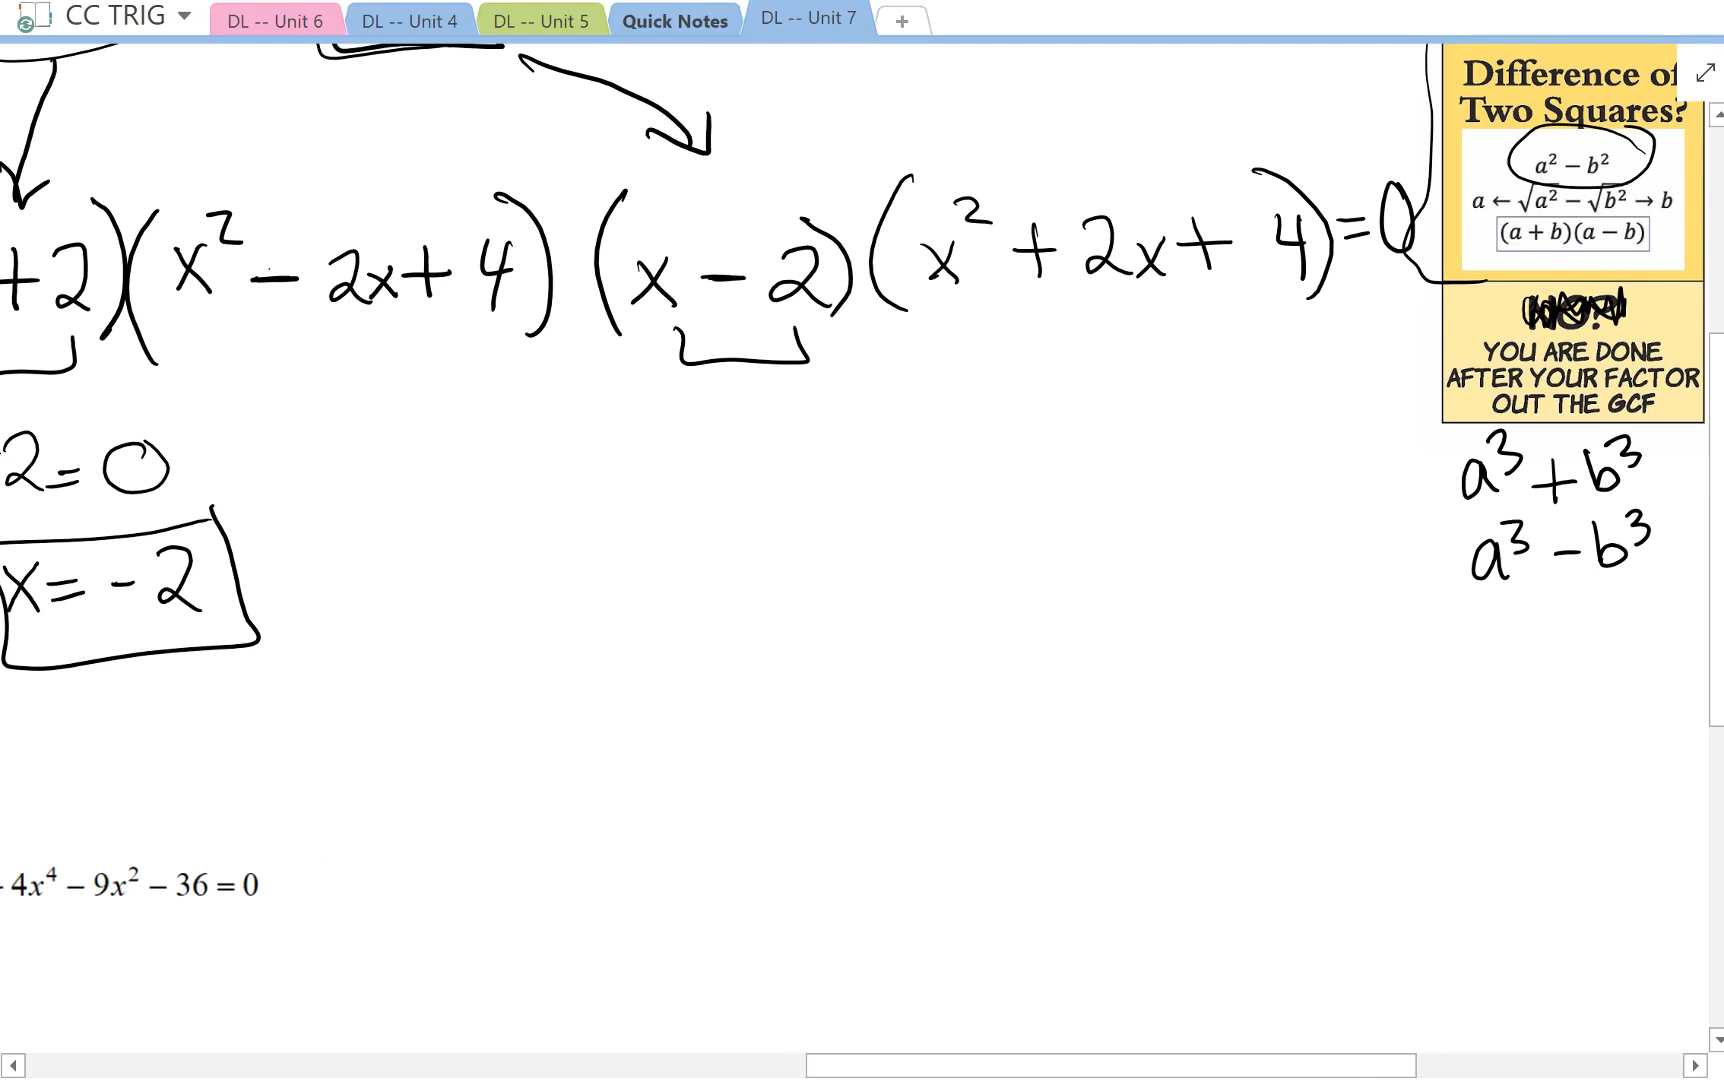 CC TRIG
DL -- Unit 6
DL -- Unit 4
DL -- Unit 5
Quick Notes
DL -- Unit 7
Difference of
Two Squares?
a² − b²
a ← √a² − √b² → b
(a + b)(a − b)
YOU ARE DONE
AFTER YOUR FACTOR
OUT THE GCF
a³ + b³
a³ − b³
+ 2)(x² − 2x + 4)(x − 2)(x² + 2x + 4) = 0
2 = 0
x = -2
4x⁴ − 9x² − 36 = 0